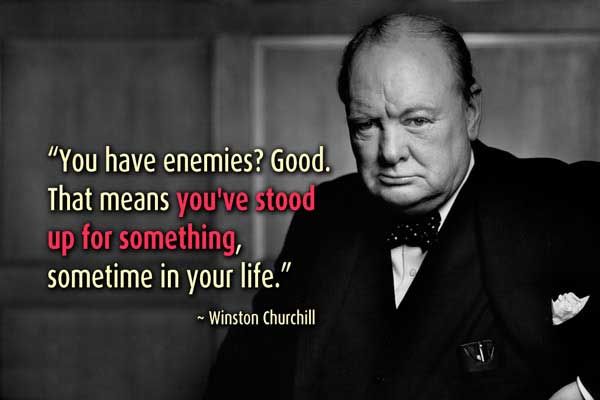 “You have enemies? Good.
That means you've stood
up for something,
sometime in your life.”
~ Winston Churchill